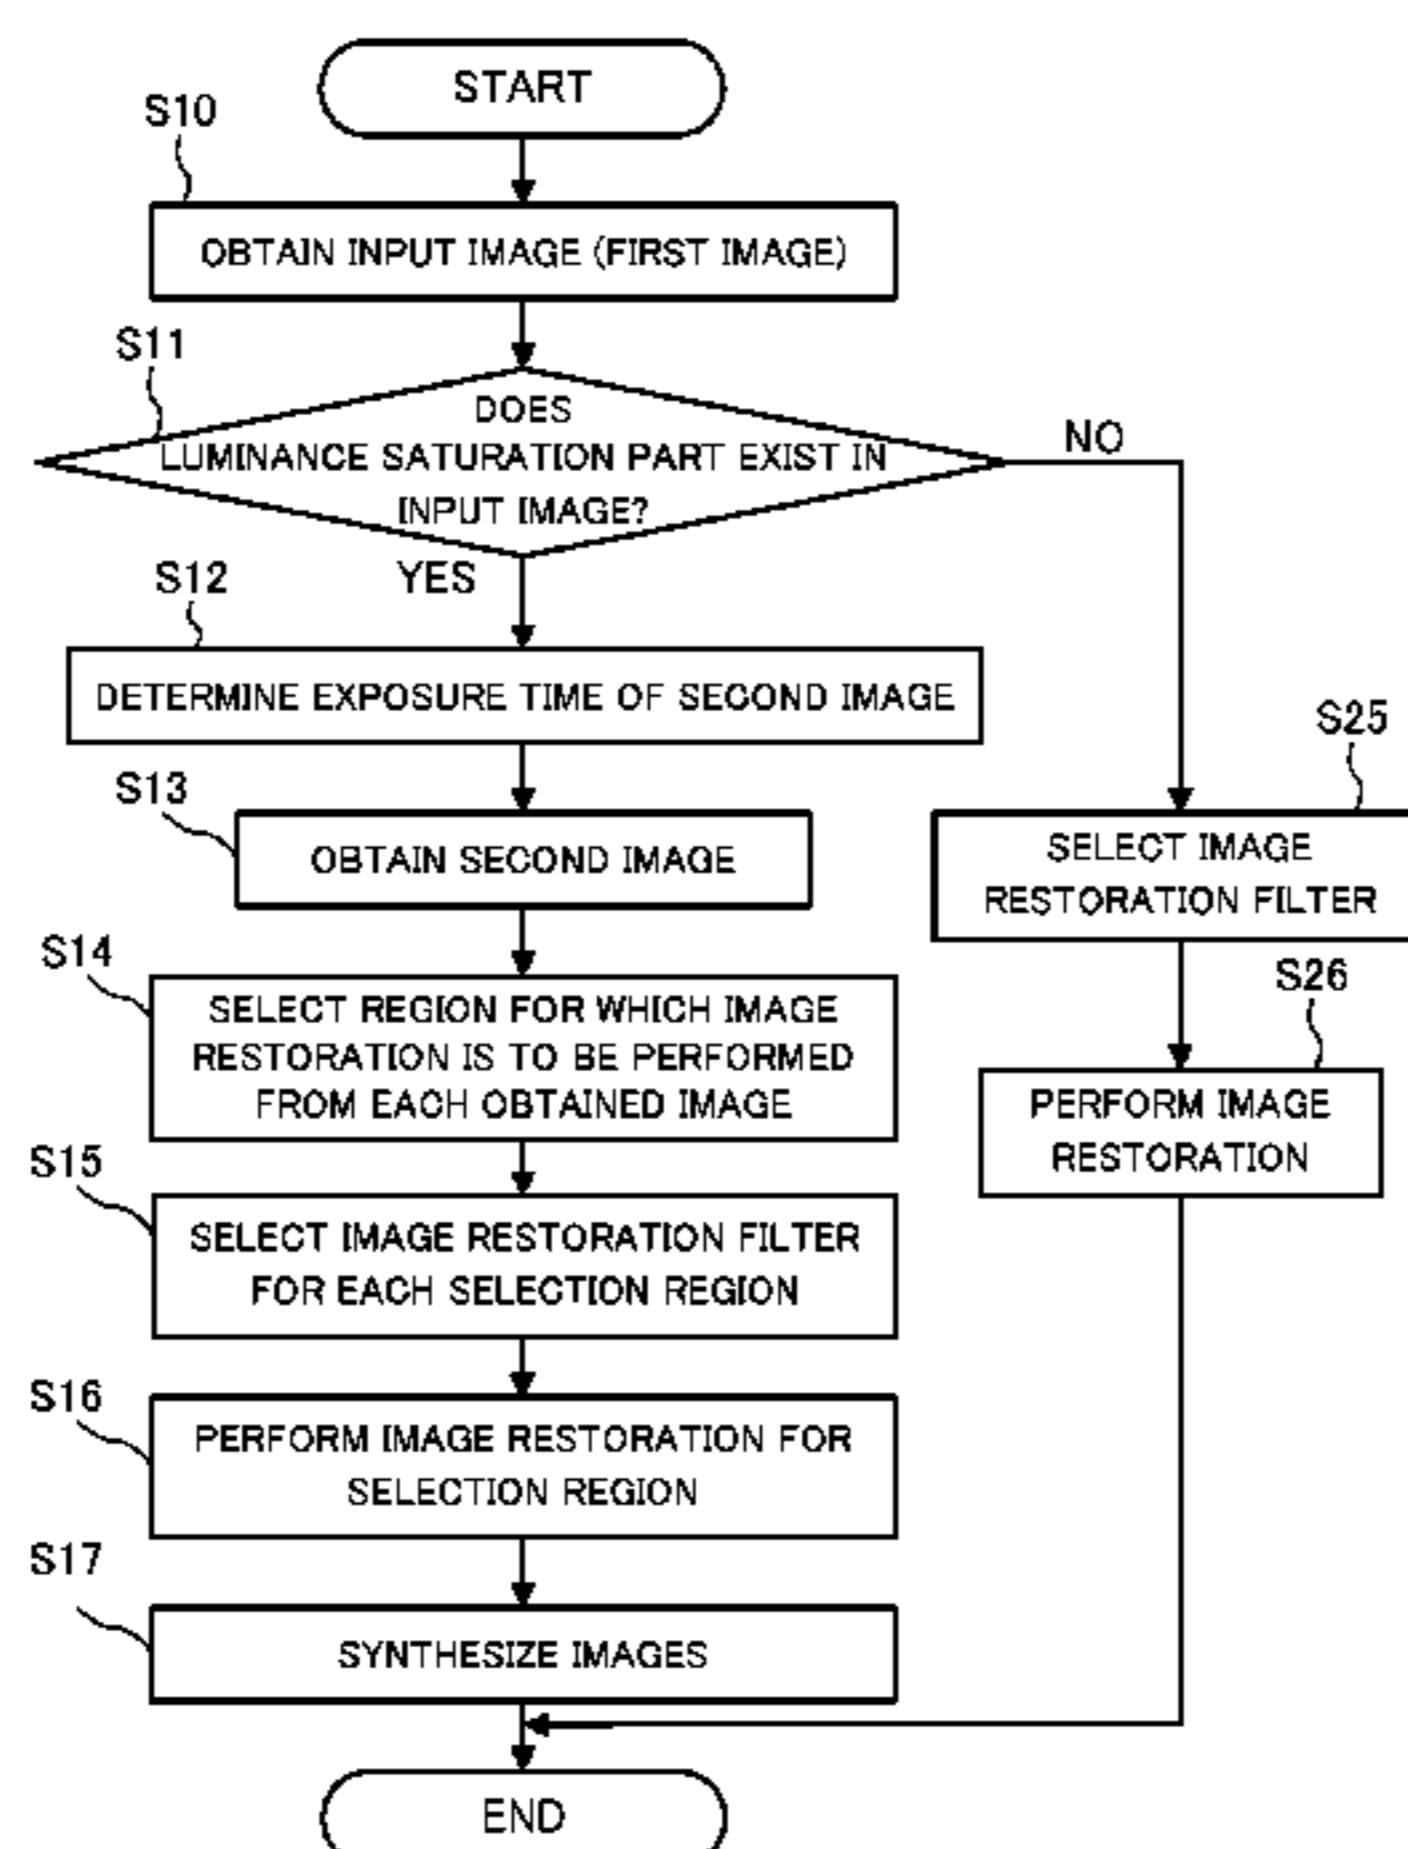 START
S10
OBTAIN INPUT IMAGE (FIRST IMAGE)
S11
DOES
LUMINANCE SATURATION PART EXIST IN
INPUT IMAGE?
NO
YES
S12
DETERMINE EXPOSURE TIME OF SECOND IMAGE
S13
OBTAIN SECOND IMAGE
S14
SELECT REGION FOR WHICH IMAGE
RESTORATION IS TO BE PERFORMED
FROM EACH OBTAINED IMAGE
S15
SELECT IMAGE RESTORATION FILTER
FOR EACH SELECTION REGION
S16
PERFORM IMAGE RESTORATION FOR
SELECTION REGION
S17
SYNTHESIZE IMAGES
S25
SELECT IMAGE
RESTORATION FILTER
S26
PERFORM IMAGE
RESTORATION
END